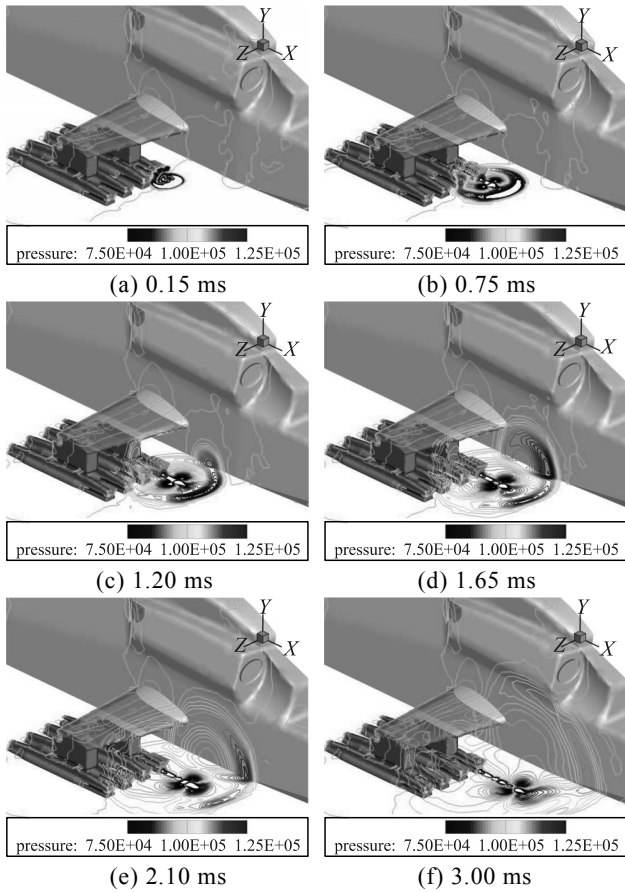 Y
Z X
Y
Z X
pressure: 7.50E+04 1.00E+05 1.25E+05
pressure: 7.50E+04 1.00E+05 1.25E+05
(a) 0.15 ms
(b) 0.75 ms
Y
Z X
Y
Z X
pressure: 7.50E+04 1.00E+05 1.25E+05
pressure: 7.50E+04 1.00E+05 1.25E+05
(c) 1.20 ms
(d) 1.65 ms
Y
Z X
Y
Z X
pressure: 7.50E+04 1.00E+05 1.25E+05
pressure: 7.50E+04 1.00E+05 1.25E+05
(e) 2.10 ms
(f) 3.00 ms